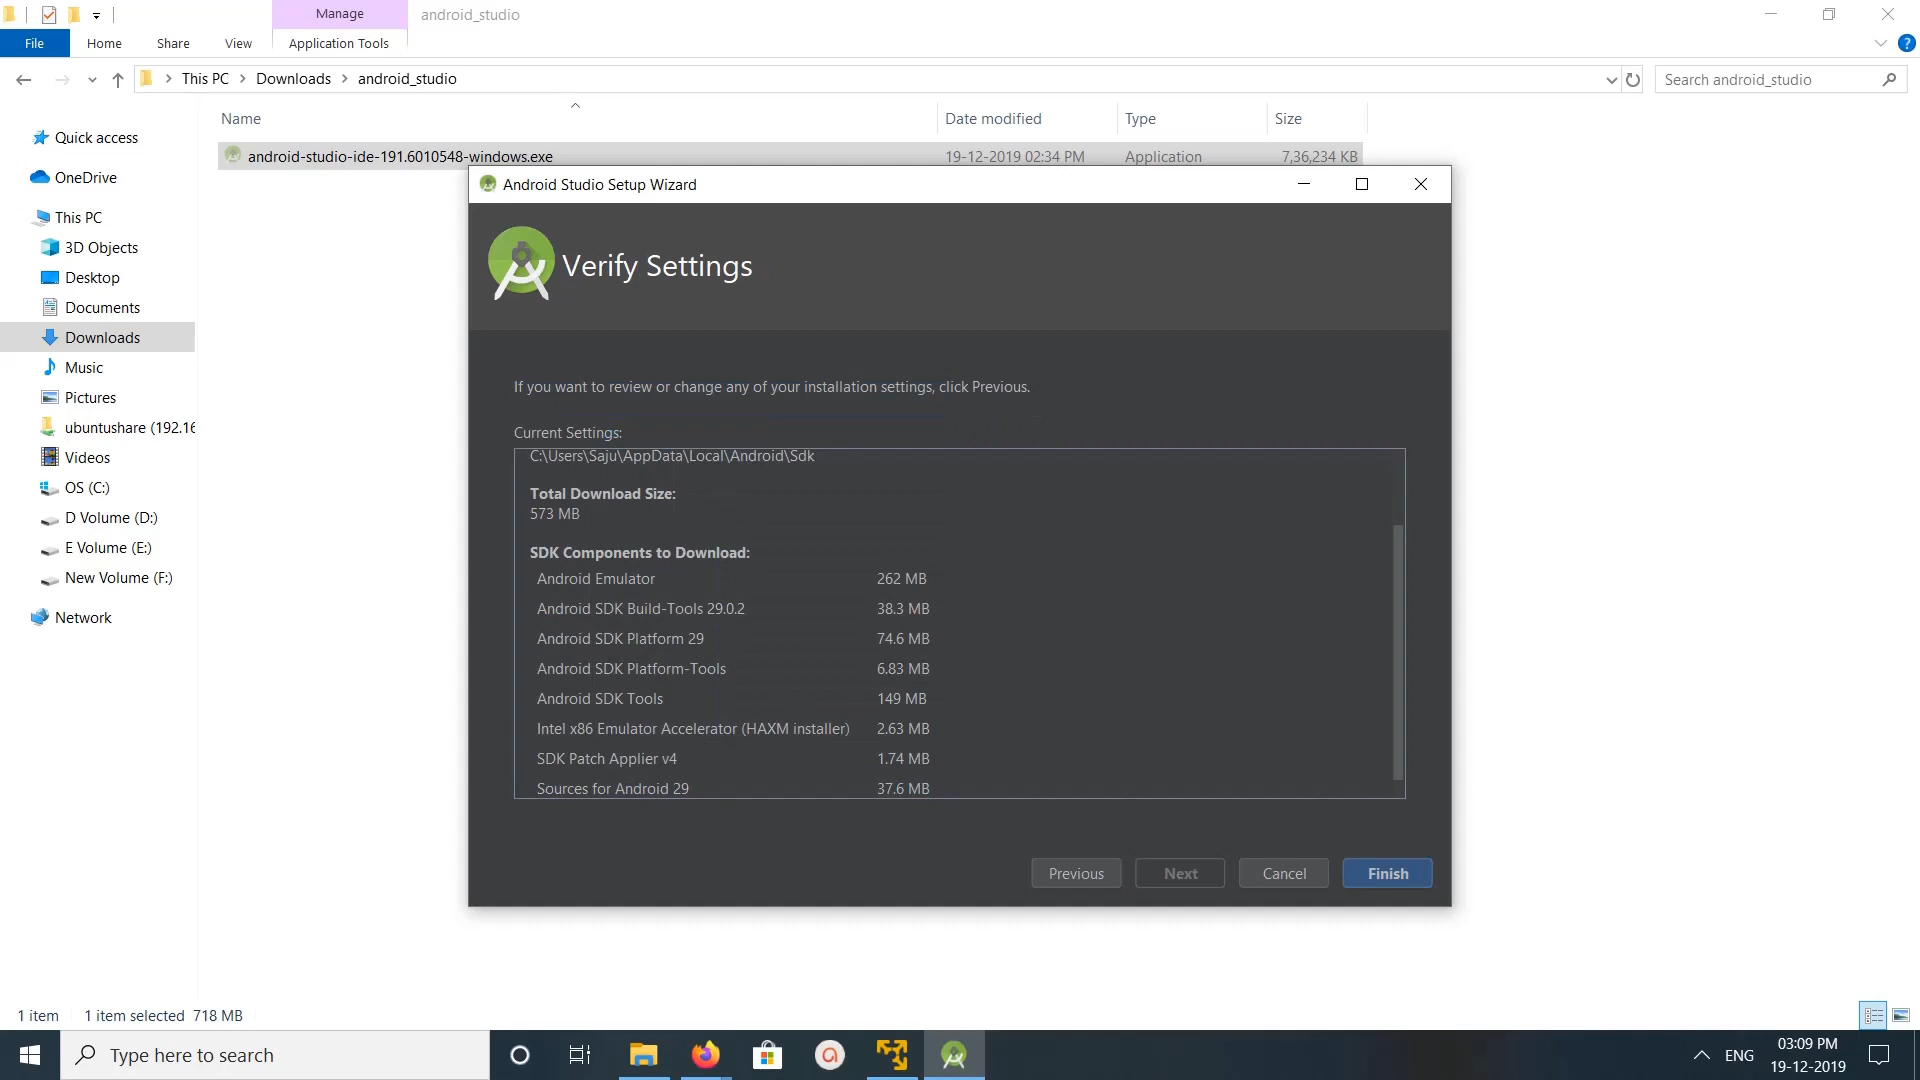 Manage
android_studio
File
Home
Share
View
Application Tools
This PC
Downloads
android_studio
Search android_studio
Name
Date modified
Type
Size
android-studio-ide-191.6010548-windows.exe
19-12-2019 02:34 PM
Application
7,36,234 KB
Quick access
OneDrive
This PC
3D Objects
Desktop
Documents
Downloads
Music
Pictures
ubuntushare (192.16
Videos
OS (C:)
D Volume (D:)
E Volume (E:)
New Volume (F:)
Network
Android Studio Setup Wizard
Verify Settings
If you want to review or change any of your installation settings, click Previous.
Current Settings:
C:\Users\Saju\AppData\Local\Android\Sdk
Total Download Size:
573 MB
SDK Components to Download:
Android Emulator 262 MB
Android SDK Build-Tools 29.0.2 38.3 MB
Android SDK Platform 29 74.6 MB
Android SDK Platform-Tools 6.83 MB
Android SDK Tools 149 MB
Intel x86 Emulator Accelerator (HAXM installer) 2.63 MB
SDK Patch Applier v4 1.74 MB
Sources for Android 29 37.6 MB
Previous
Next
Cancel
Finish
1 item
1 item selected 718 MB
Type here to search
ENG
03:09 PM
19-12-2019